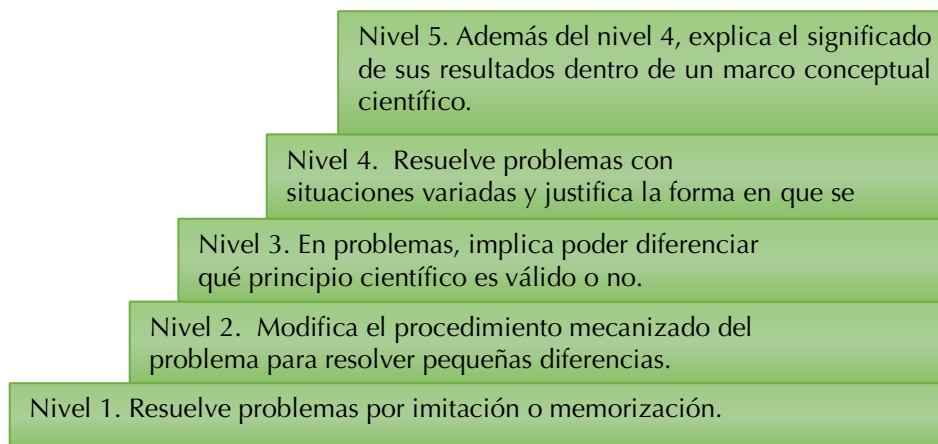 Nivel 5. Además del nivel 4, explica el significado
de sus resultados dentro de un marco conceptual
científico.
Nivel 4. Resuelve problemas con
situaciones variadas y justifica la forma en que se
Nivel 3. En problemas, implica poder diferenciar
qué principio científico es válido o no.
Nivel 2. Modifica el procedimiento mecanizado del
problema para resolver pequeñas diferencias.
Nivel 1. Resuelve problemas por imitación o memorización.